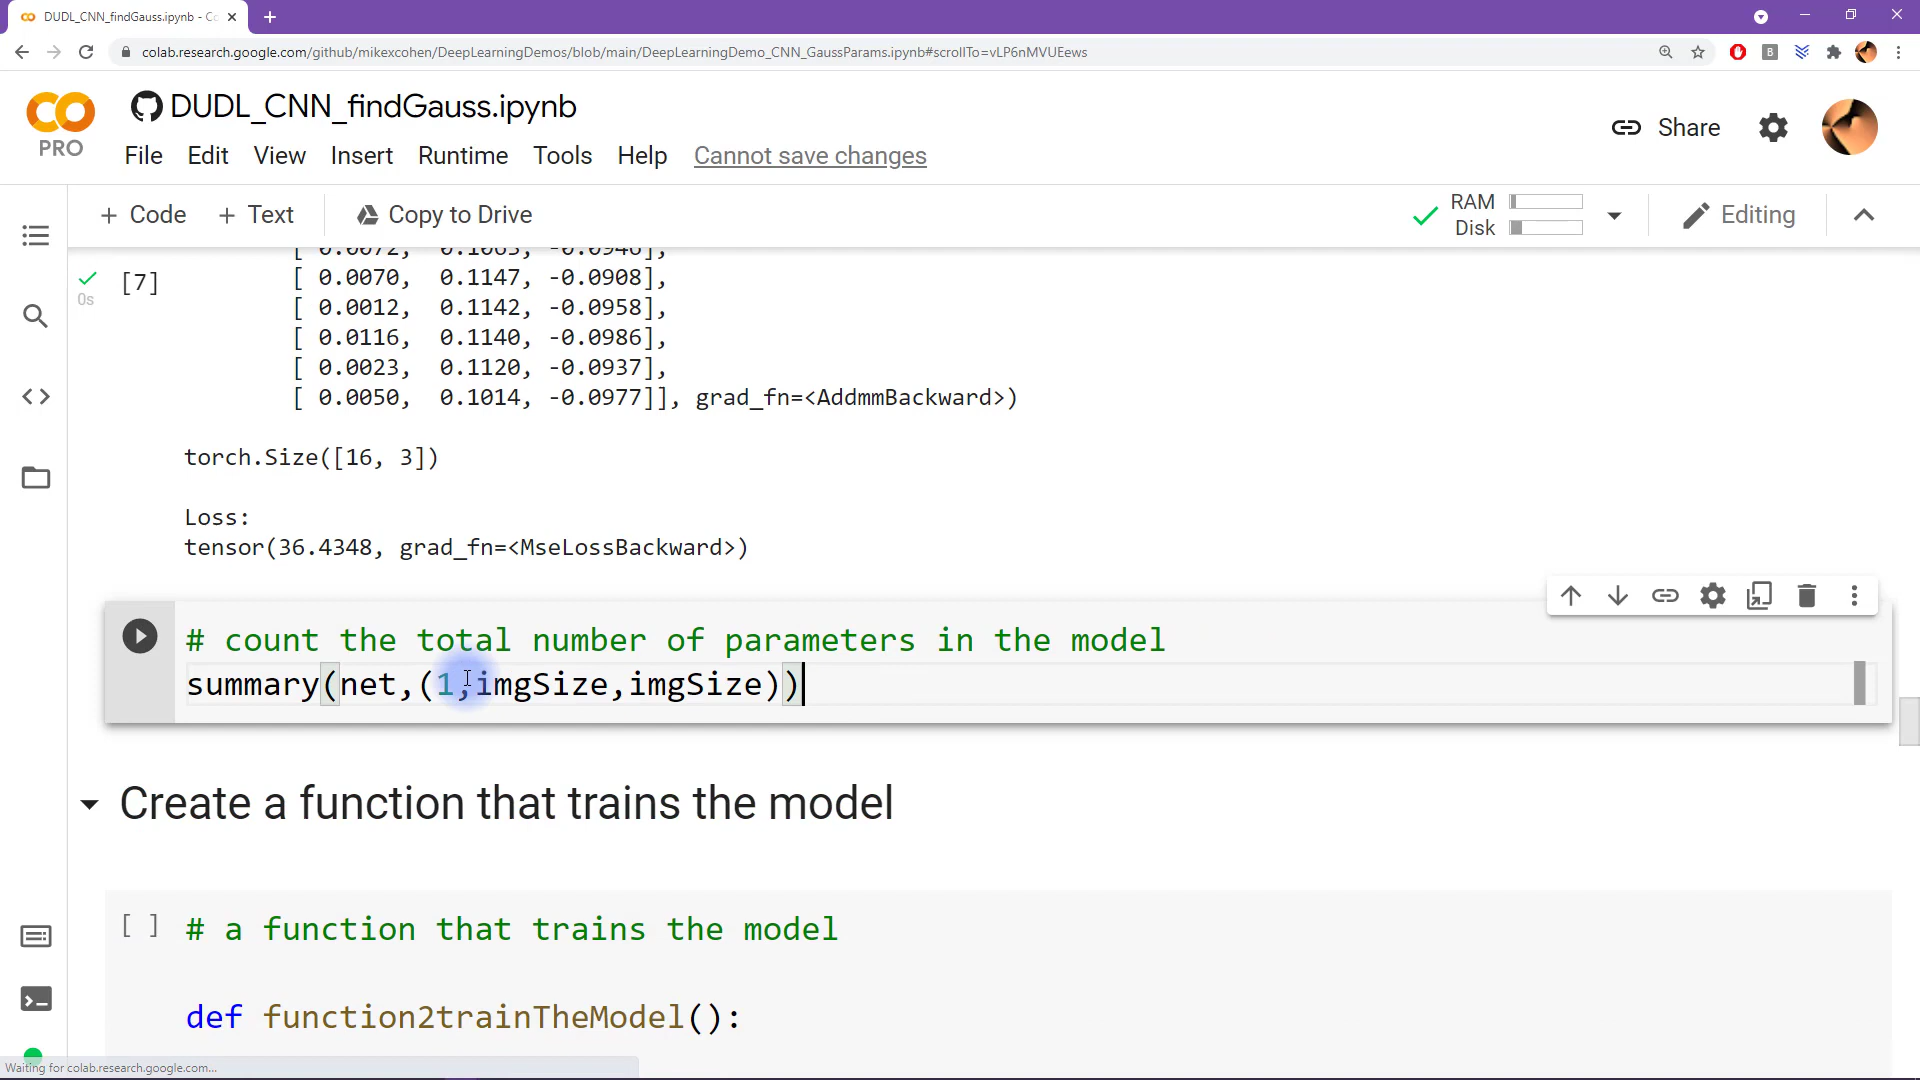 DUDL_CNN_findGauss.ipynb - Co
colab.research.google.com/github/mikexcohen/DeepLearningDemos/blob/main/DeepLearningDemo_CNN_GaussParams.ipynb#scrollTo=vLP6nMVUEews
PRO
DUDL_CNN_findGauss.ipynb
Share
File Edit View Insert Runtime Tools Help Cannot save changes
+ Code + Text Copy to Drive
RAM
Disk
Editing
[ 0.0072, 0.1063, -0.0946],
[7]
0s
[ 0.0070, 0.1147, -0.0908],
[ 0.0012, 0.1142, -0.0958],
[ 0.0116, 0.1140, -0.0986],
[ 0.0023, 0.1120, -0.0937],
[ 0.0050, 0.1014, -0.0977]], grad_fn=<AddmmBackward>)
torch.Size([16, 3])
Loss:
tensor(36.4348, grad_fn=<MseLossBackward>)
# count the total number of parameters in the model
summary(net,(1,imgSize,imgSize))
Create a function that trains the model
[ ] # a function that trains the model
def function2trainTheModel():
Waiting for colab.research.google.com...